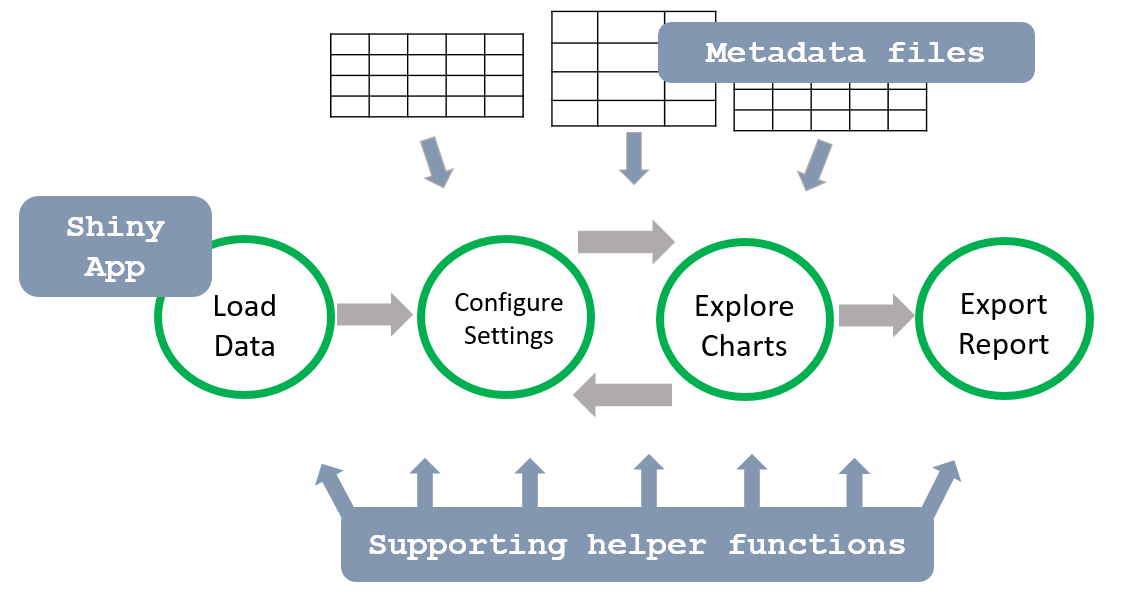 Metadata files
Shiny
App
Load
Data
Configure
Settings
Explore
Charts
Export
Report
Supporting helper functions